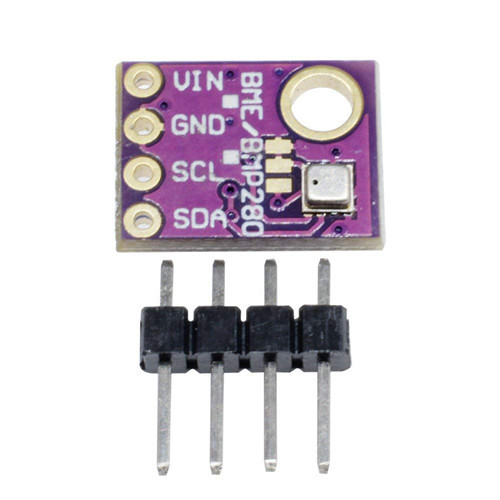 VIN
GND
SCL
SDA
BME/BMP280